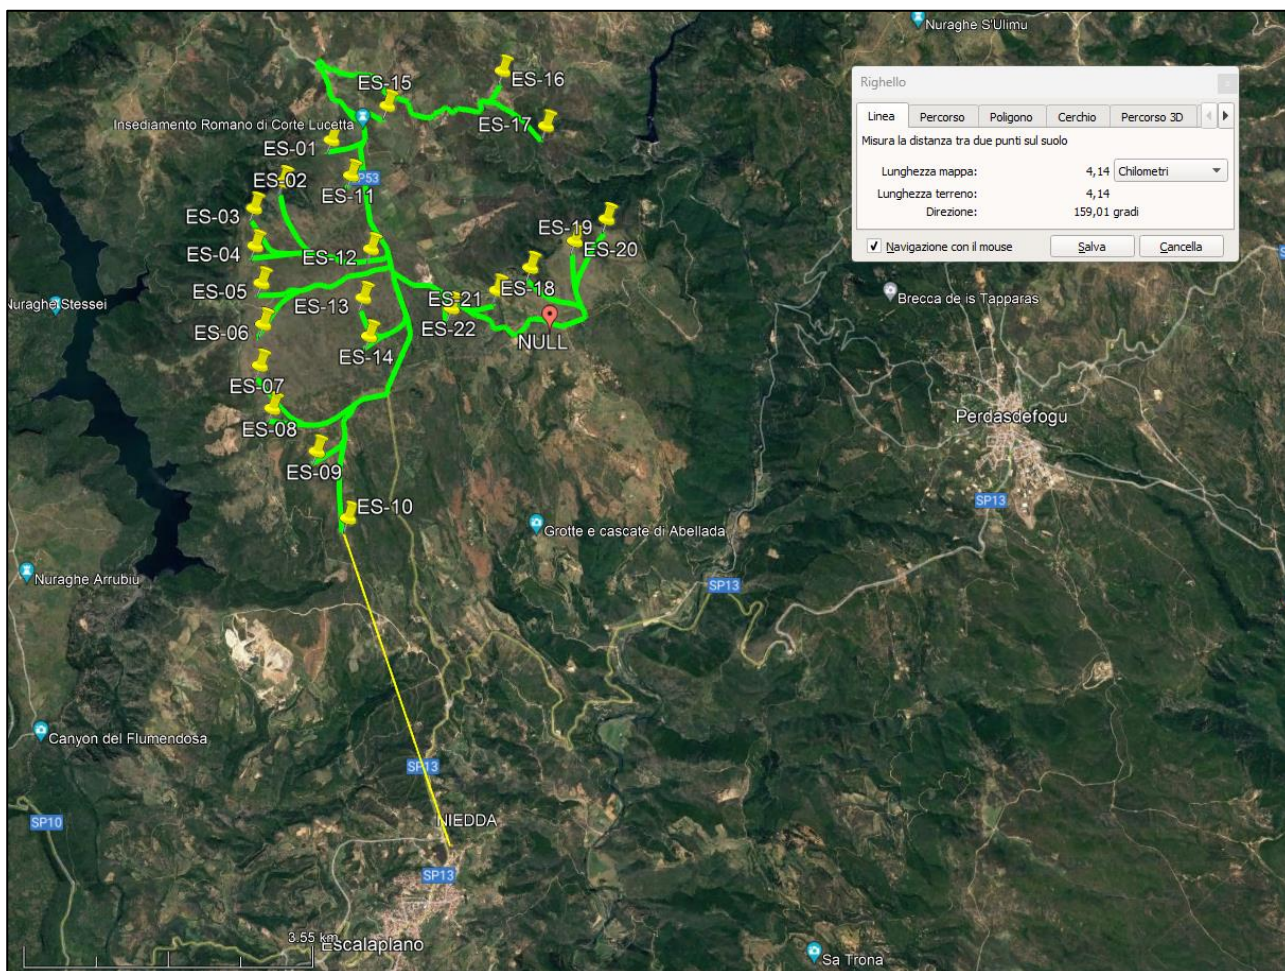 Nuraghe S'Ulimu
ES-15
ES-16
Insediamento Romano di Corte Lucetta
ES-17
ES-01
ES-02
SP53
ES-11
ES-03
ES-04
ES-12
ES-19
ES-20
ES-05
ES-13
ES-21
ES-18
Nuraghe Stessei
ES-06
ES-22
NULL
ES-14
ES-07
ES-08
ES-09
ES-10
Righello
Linea
Percorso
Poligono
Cerchio
Percorso 3D
Misura la distanza tra due punti sul suolo
Lunghezza mappa: 4,14 Chilometri
Lunghezza terreno: 4,14
Direzione: 159,01 gradi
Navigazione con il mouse
Salva
Cancella
Brecca de is Tapparas
Perdasdefogu
SP13
Grotte e cascate di Abellada
SP13
Nuraghe Arrubiu
Canyon del Flumendosa
SP13
SP10
NIEDDA
SP13
3.55 km
Escalaplano
Sa Trona